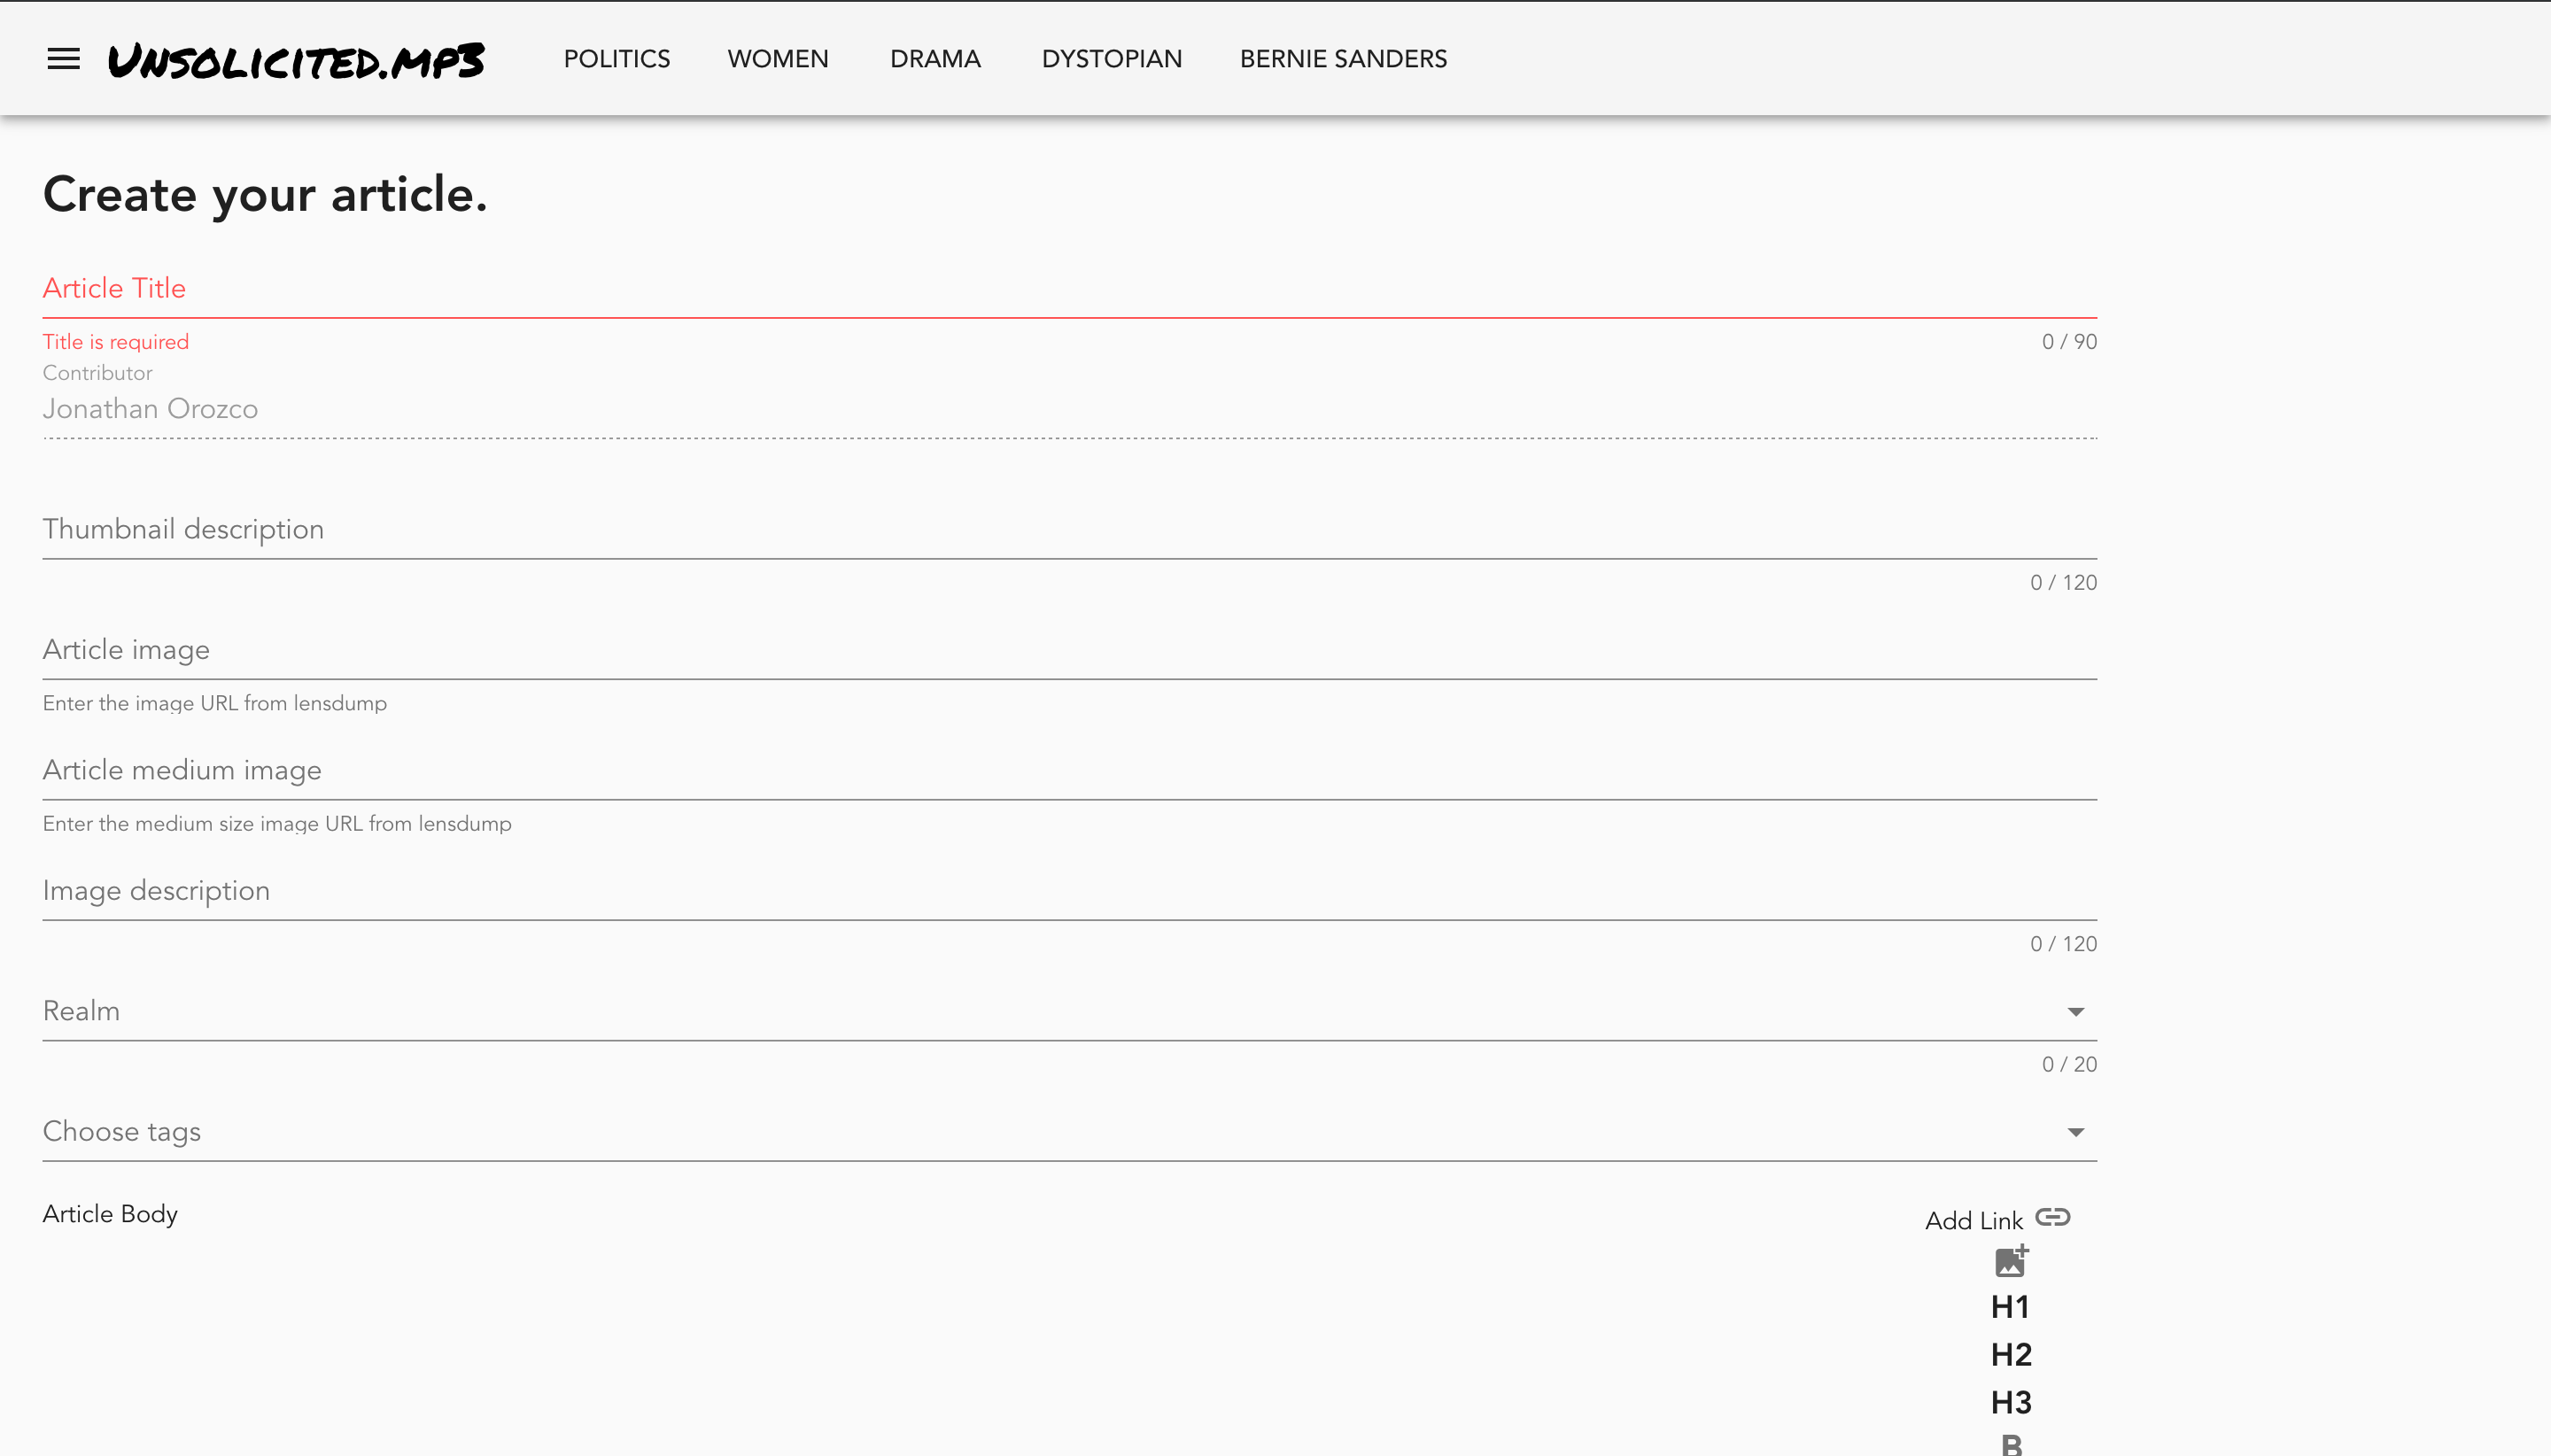 Unsolicited.mp3 POLITICS WOMEN DRAMA DYSTOPIAN BERNIE SANDERS
Create your article.
Article Title
Title is required 0 / 90
Contributor
Jonathan Orozco
Thumbnail description
0 / 120
Article image
Enter the image URL from lensdump
Article medium image
Enter the medium size image URL from lensdump
Image description
0 / 120
Realm
0 / 20
Choose tags
Article Body Add Link
H1
H2
H3
B